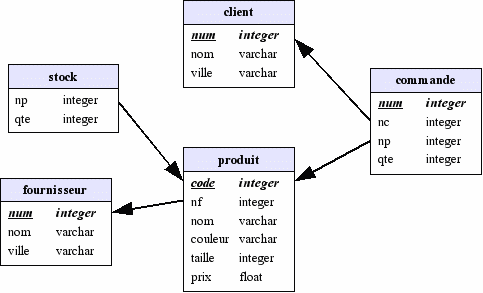 client
num integer
nom varchar
ville varchar
stock
np integer
qte integer
commande
num integer
nc integer
np integer
qte integer
produit
code integer
nf integer
nom varchar
couleur varchar
taille integer
prix float
fournisseur
num integer
nom varchar
ville varchar